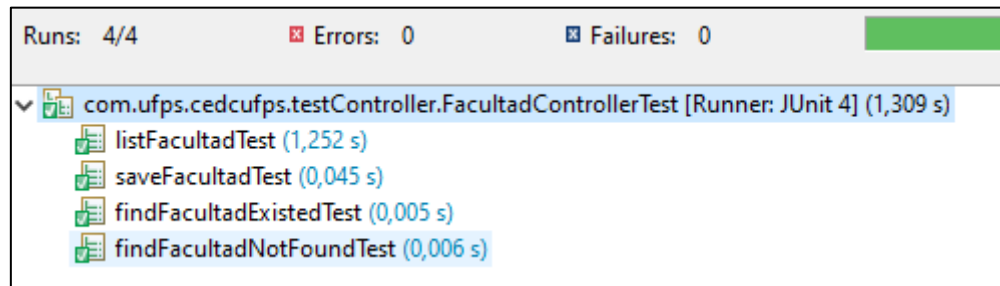 Runs: 4/4 Errors: 0 Failures: 0
com.ufps.cedcufps.testController.FacultadControllerTest [Runner: JUnit 4] (1,309 s)
listFacultadTest (1,252 s)
saveFacultadTest (0,045 s)
findFacultadExistedTest (0,005 s)
findFacultadNotFoundTest (0,006 s)